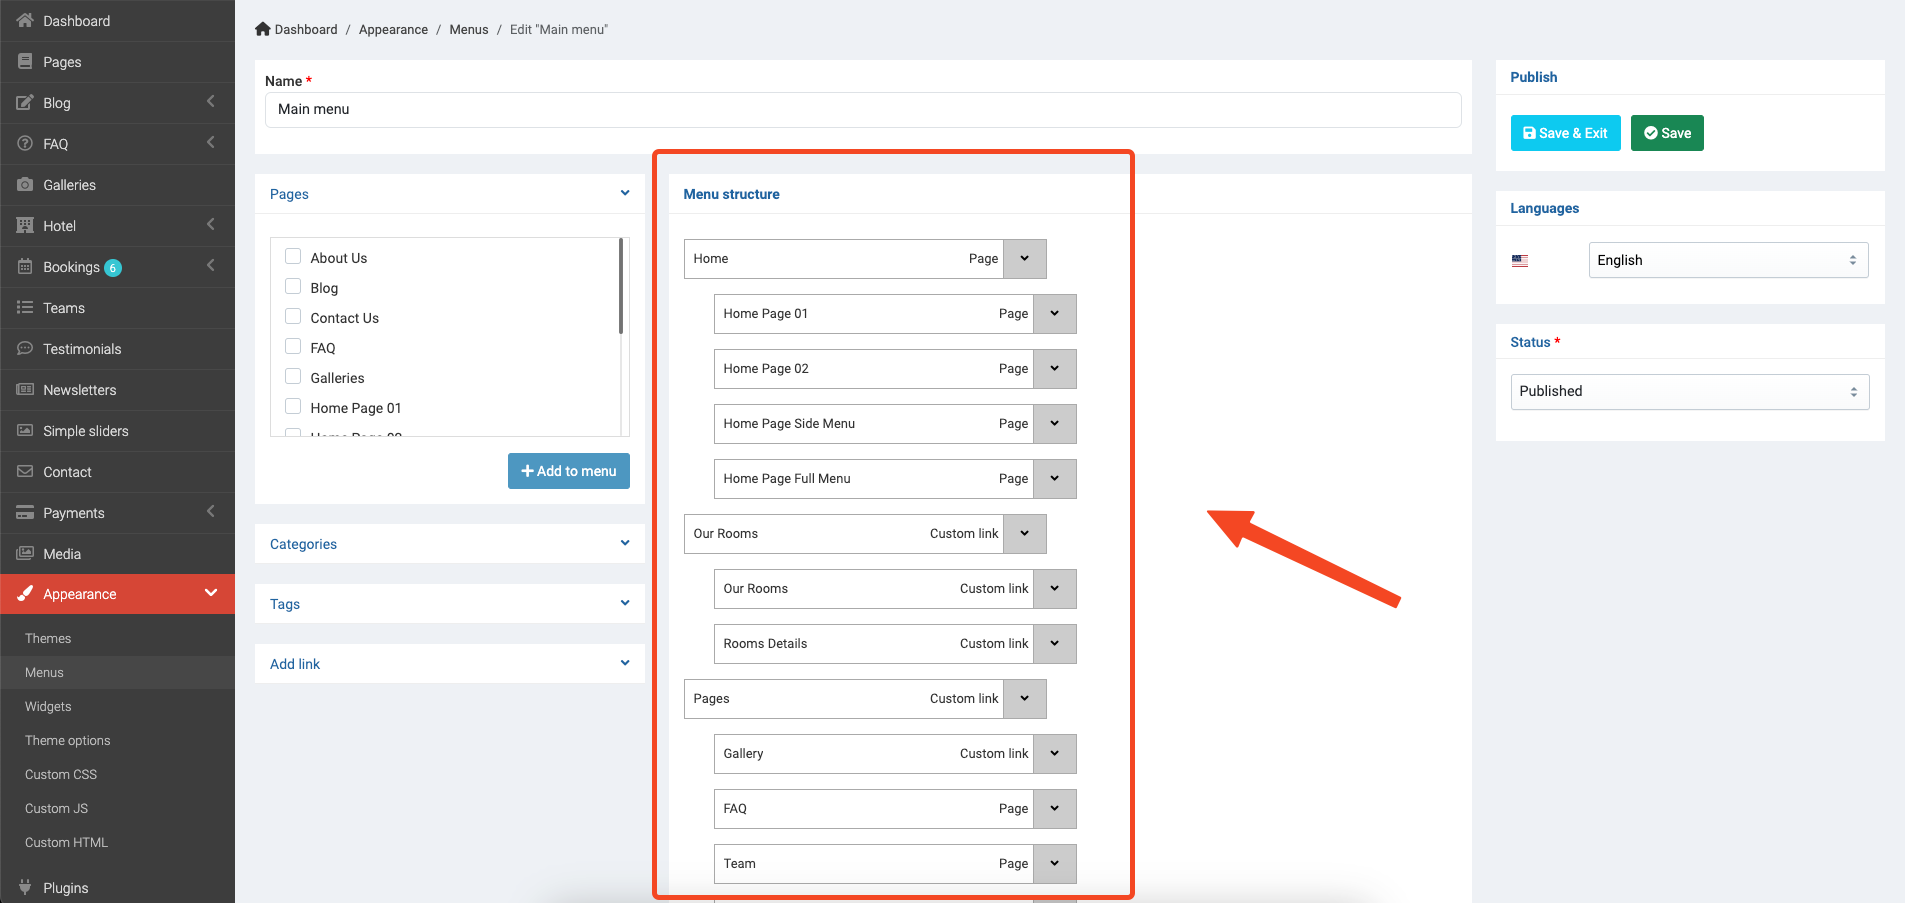 Dashboard
Pages
Blog
FAQ
Galleries
Hotel
Bookings 6
Teams
Testimonials
Newsletters
Simple sliders
Contact
Payments
Media
Appearance
Themes
Menus
Widgets
Theme options
Custom CSS
Custom JS
Custom HTML
Plugins
Dashboard / Appearance / Menus / Edit "Main menu"
Name *
Main menu
Pages
About Us
Blog
Contact Us
FAQ
Galleries
Home Page 01
Add to menu
Categories
Tags
Add link
Menu structure
Home Page
Home Page 01 Page
Home Page 02 Page
Home Page Side Menu Page
Home Page Full Menu Page
Our Rooms Custom link
Our Rooms Custom link
Rooms Details Custom link
Pages Custom link
Gallery Custom link
FAQ Page
Team Page
Publish
Save & Exit Save
Languages
English
Status *
Published